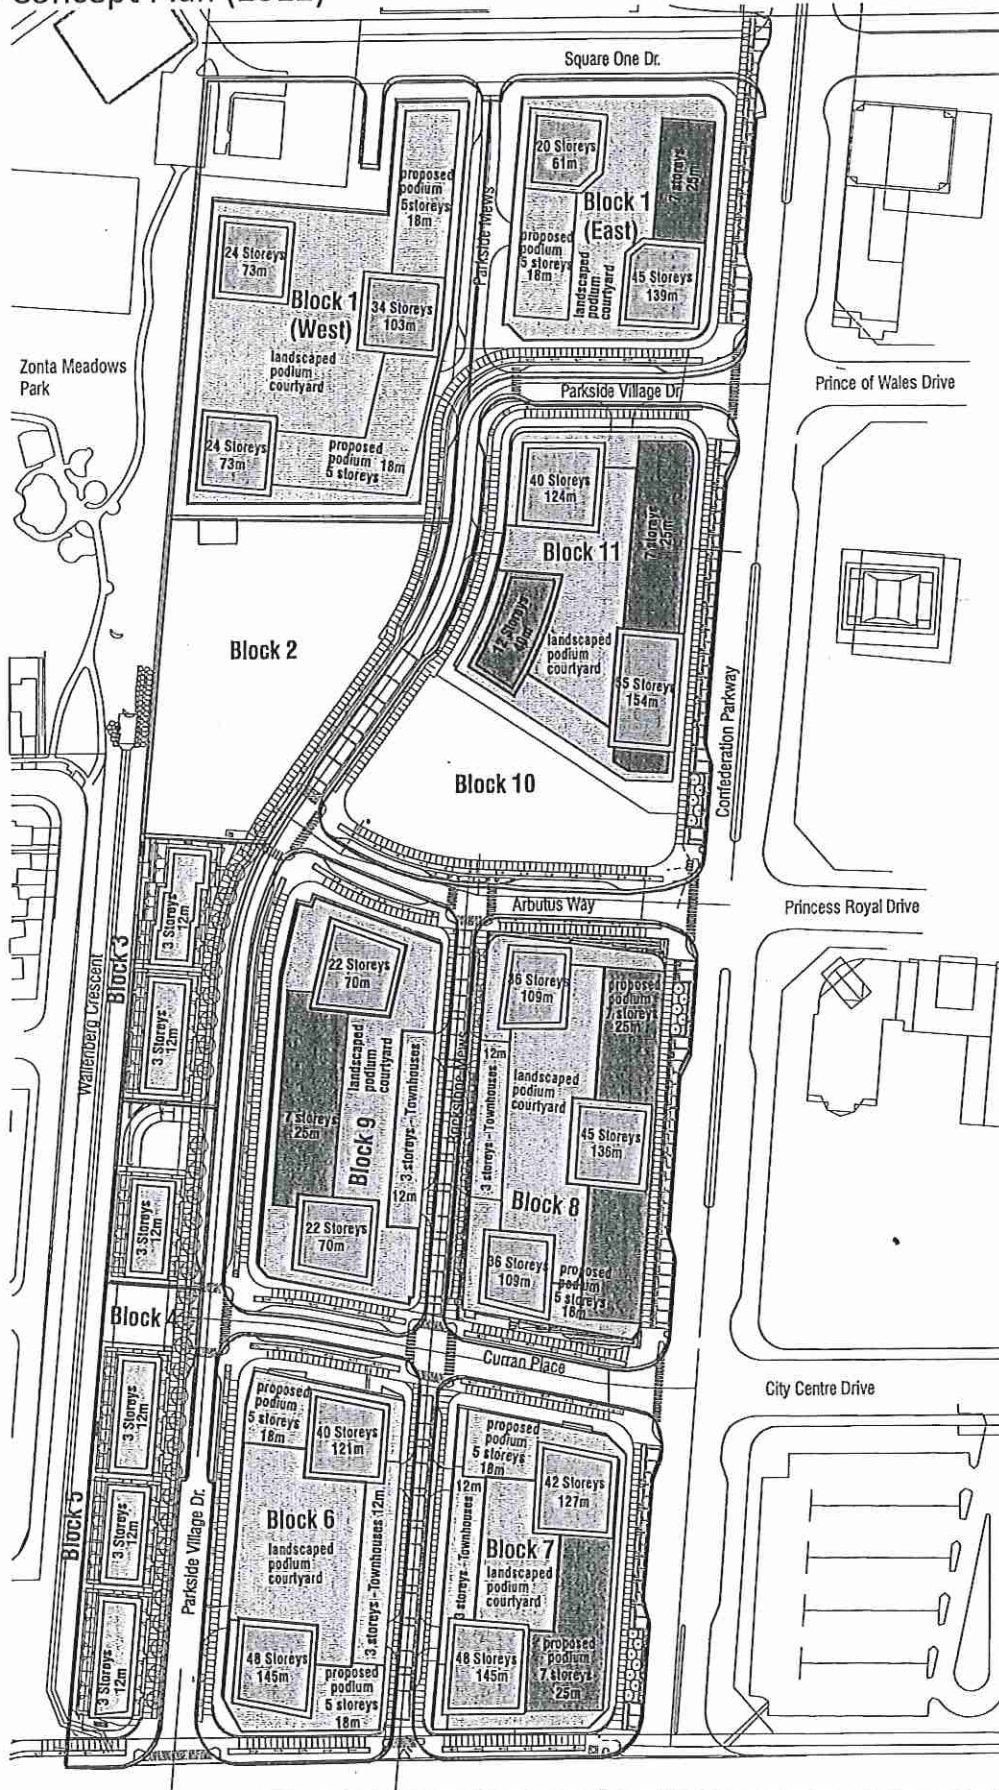 Square One Dr.
20 Storeys
61m
7 storeys
25m
proposed
podium
5storeys
18m
Parkside Mews
Block 1
(East)
proposed
podium
5 storeys
18m
landscaped
podium
courtyard
45 Storeys
139m
24 Storeys
73m
Block 1
(West)
34 Storeys
103m
landscaped
podium
courtyard
Zonta Meadows
Park
Parkside Village Dr
Prince of Wales Drive
24 Storeys
73m
proposed
podium 18m
5 storeys
40 Storeys
124m
7 storeys
25m
Block 11
12 Storeys
40m
landscaped
podium
courtyard
Block 2
55 Storeys
154m
Confederation Parkway
Block 10
Arbutus Way
Princess Royal Drive
3 Storeys
12m
Block 3
Wallenberg Crescent
22 Storeys
70m
36 Storeys
109m
proposed
podium
7 storeys
25m
3 Storeys
12m
landscaped
podium
courtyard
12m
landscaped
podium
courtyard
7 storeys
25m
Block 9
3 storeys - Townhouses
12m
Rockstone Mews
3 storeys - Townhouses
45 Storeys
136m
Block 8
3 Storeys
12m
22 Storeys
70m
36 Storeys
109m
proposed
podium
5 storeys
18m
Block 4
Curran Place
City Centre Drive
3 Storeys
12m
proposed
podium
5 storeys
18m
40 Storeys
121m
proposed
podium
5 storeys
18m
12m
42 Storeys
127m
Block 5
3 Storeys
12m
Parkside Village Dr.
Block 6
landscaped
podium
courtyard
3 storeys -Townhouses 12m
3 storeys -Townhouses
Block 7
landscaped
podium
courtyard
3 Storeys
12m
48 Storeys
145m
proposed
podium
5 storeys
18m
48 Storeys
145m
proposed
podium
7 storeys
25m